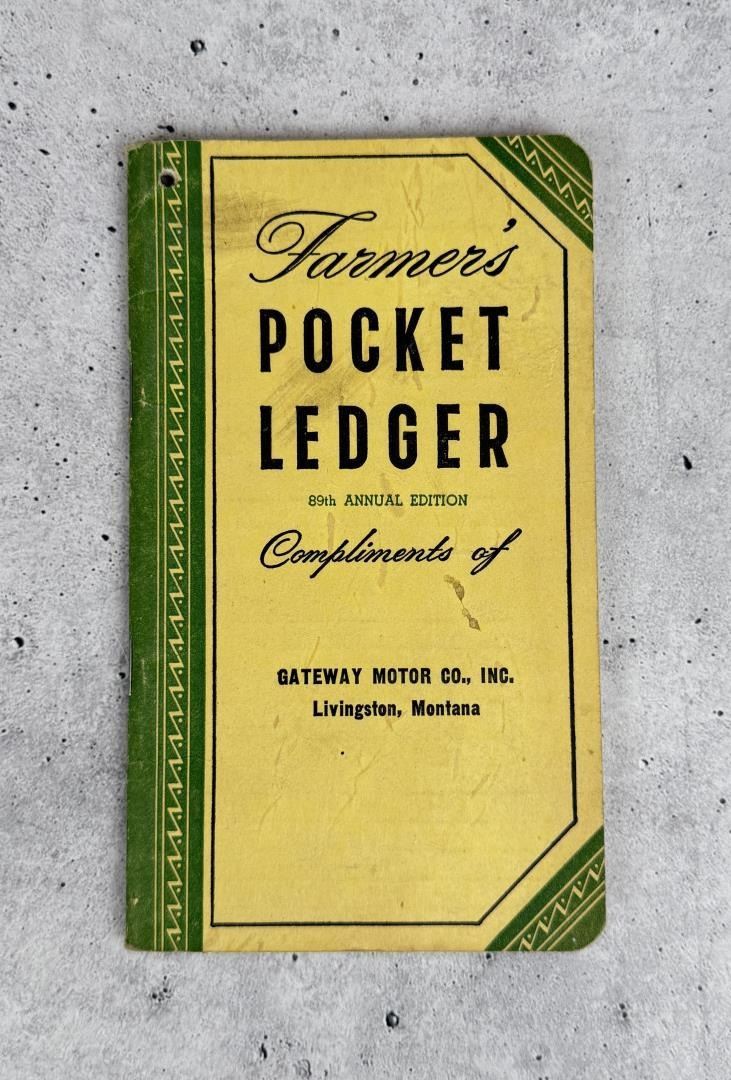 Farmer's
POCKET
LEDGER
89th ANNUAL EDITION
Compliments of
GATEWAY MOTOR CO., INC.
Livingston, Montana